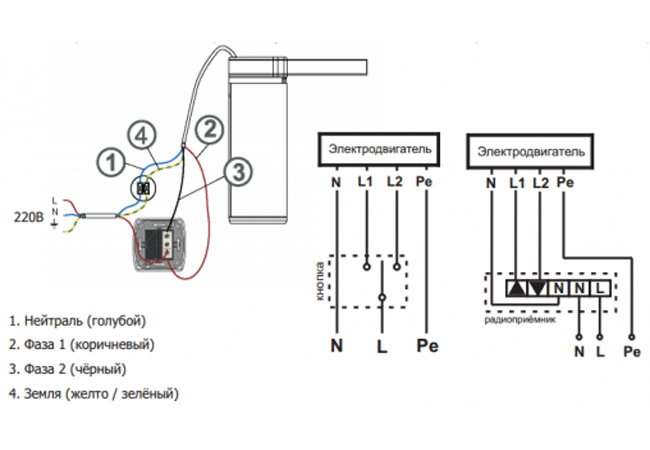 4
2
1
3
L
220В N
Электродвигатель
N L1 L2 Pe
кнопка
N L Pe
Электродвигатель
N L1 L2 Pe
N N L
радиоприёмник
N L Pe
1. Нейтраль (голубой)
2. Фаза 1 (коричневый)
3. Фаза 2 (чёрный)
4. Земля (желто / зелёный)